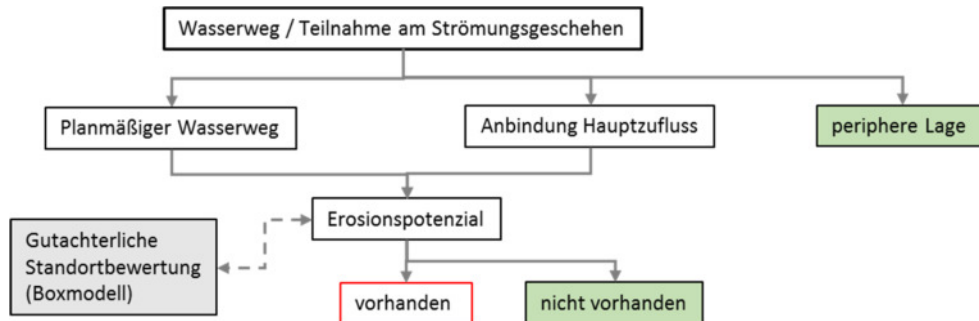 Wasserweg / Teilnahme am Strömungsgeschehen
Planmäßiger Wasserweg
Anbindung Hauptzufluss
periphere Lage
Erosionspotenzial
Gutachterliche
Standortbewertung
(Boxmodell)
vorhanden
nicht vorhanden